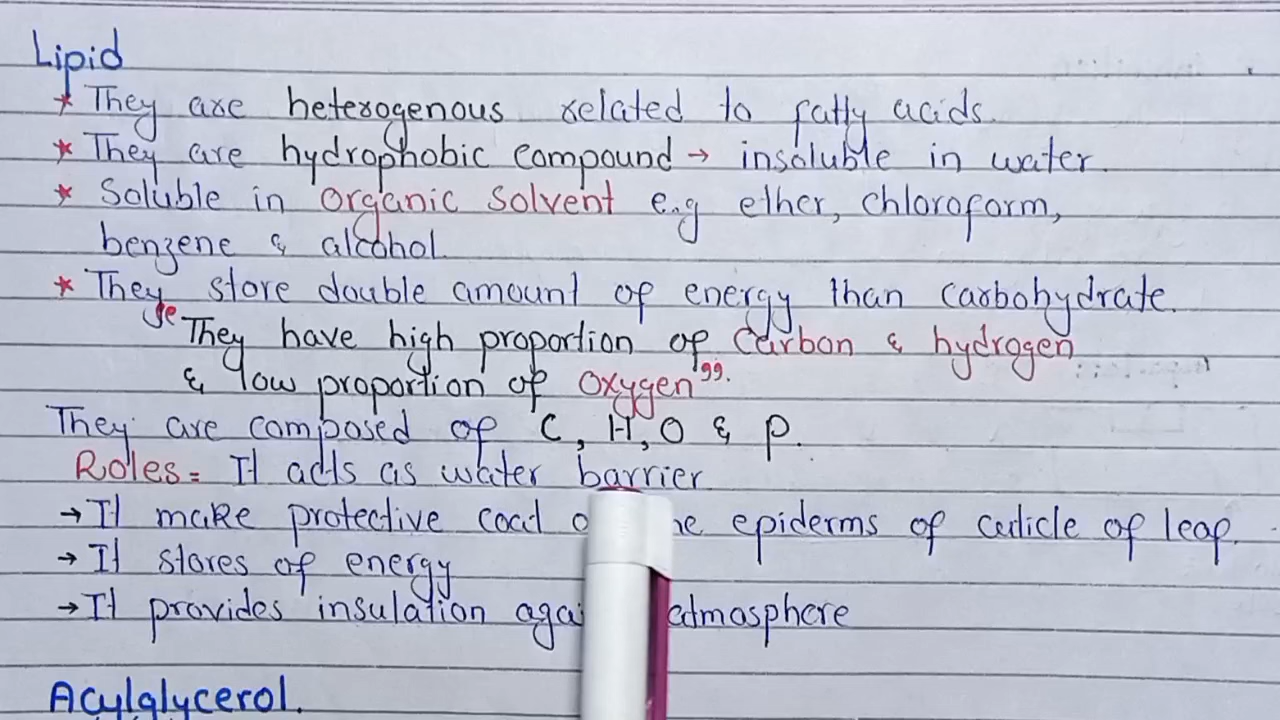 Lipid
* They are heterogenous related to fatty acids.
* They are hydrophobic compound → insoluble in water.
* Soluble in organic solvent e.g ether, chloroform,
benzene & alcohol.
* They store double amount of energy than carbohydrate.
They have high proportion of carbon & hydrogen
& low proportion of oxygen".
They are composed of C, H, O & P.
Roles = It acts as water barrier
→ It make protective coat epiderms of cuticle of leaf.
→ It stores of energy
→ It provides insulation atmosphere
Acylglycerol.